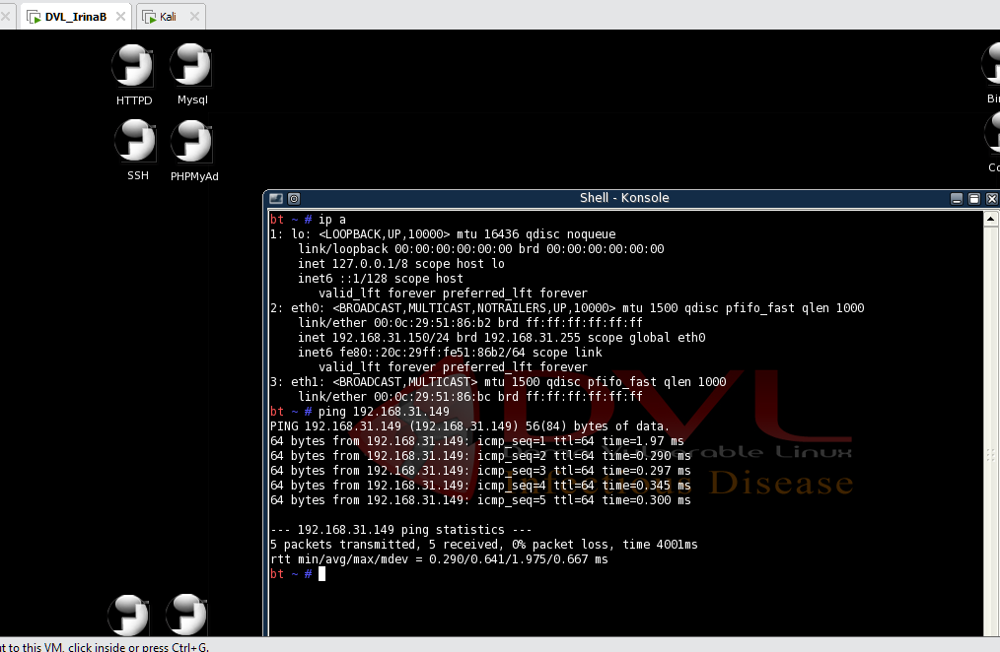 DVL_IrinaB
Kali
HTTPD
Mysql
SSH
PHPMyAd
Shell - Konsole
bt ~ # ip a
1: lo: <LOOPBACK,UP,10000> mtu 16436 qdisc noqueue
link/loopback 00:00:00:00:00:00 brd 00:00:00:00:00:00
inet 127.0.0.1/8 scope host lo
inet6 ::1/128 scope host
valid_lft forever preferred_lft forever
2: eth0: <BROADCAST,MULTICAST,NOTRAILERS,UP,10000> mtu 1500 qdisc pfifo_fast qlen 1000
link/ether 00:0c:29:51:86:b2 brd ff:ff:ff:ff:ff:ff
inet 192.168.31.150/24 brd 192.168.31.255 scope global eth0
inet6 fe80::20c:29ff:fe51:86b2/64 scope link
valid_lft forever preferred_lft forever
3: eth1: <BROADCAST,MULTICAST> mtu 1500 qdisc pfifo_fast qlen 1000
link/ether 00:0c:29:51:86:bc brd ff:ff:ff:ff:ff:ff
bt ~ # ping 192.168.31.149
PING 192.168.31.149 (192.168.31.149) 56(84) bytes of data.
64 bytes from 192.168.31.149: icmp_seq=1 ttl=64 time=1.97 ms
64 bytes from 192.168.31.149: icmp_seq=2 ttl=64 time=0.290 ms
64 bytes from 192.168.31.149: icmp_seq=3 ttl=64 time=0.297 ms
64 bytes from 192.168.31.149: icmp_seq=4 ttl=64 time=0.345 ms
64 bytes from 192.168.31.149: icmp_seq=5 ttl=64 time=0.300 ms
--- 192.168.31.149 ping statistics ---
5 packets transmitted, 5 received, 0% packet loss, time 4001ms
rtt min/avg/max/mdev = 0.290/0.641/1.975/0.667 ms
bt ~ #
DVL
Linux
Disease
to this VM, click inside or press Ctrl+G.